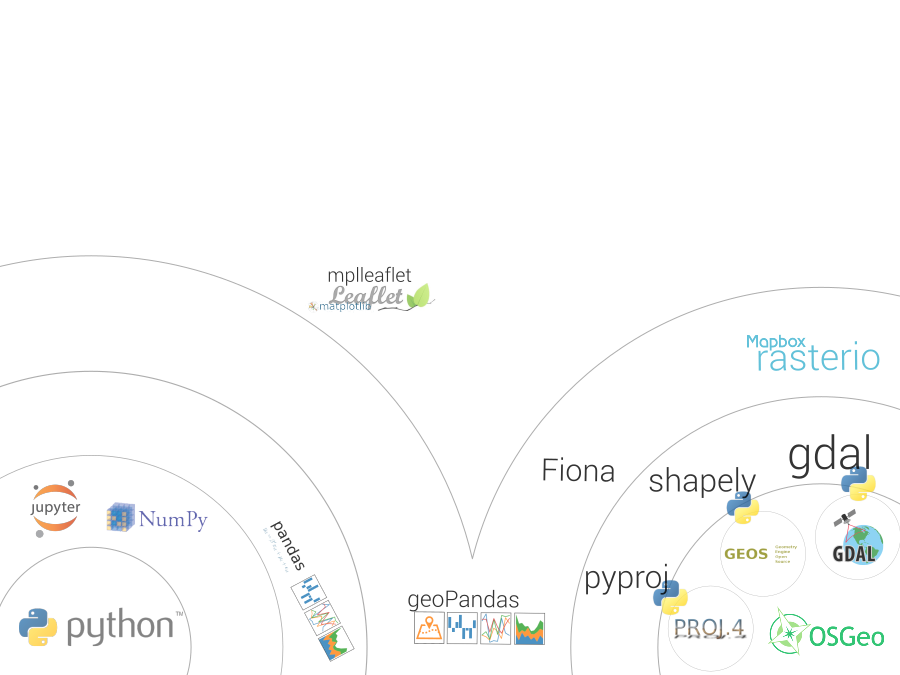 mplleaflet
Leaflet
matplotlib
Mapbox
rasterio
gdal
Fiona
shapely
jupyter
NumPy
pandas
GEOS
Geometry
Engine
Open
Source
GDAL
pyproj
geoPandas
python™
PROJ.4
OSGeo